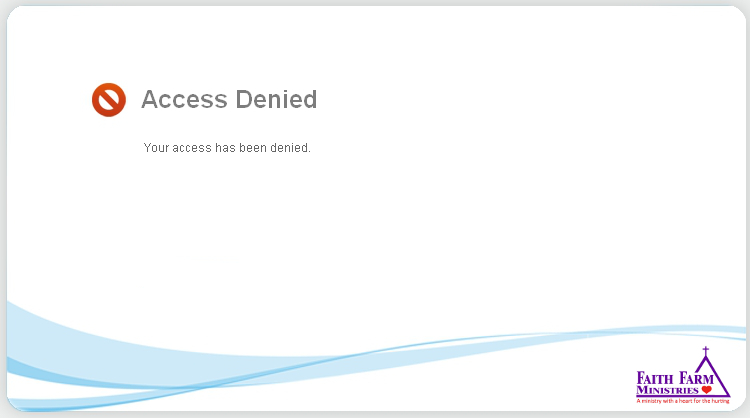 Access Denied
Your access has been denied.
FAITH FARM
MINISTRIES
A ministry with a heart for the hurting